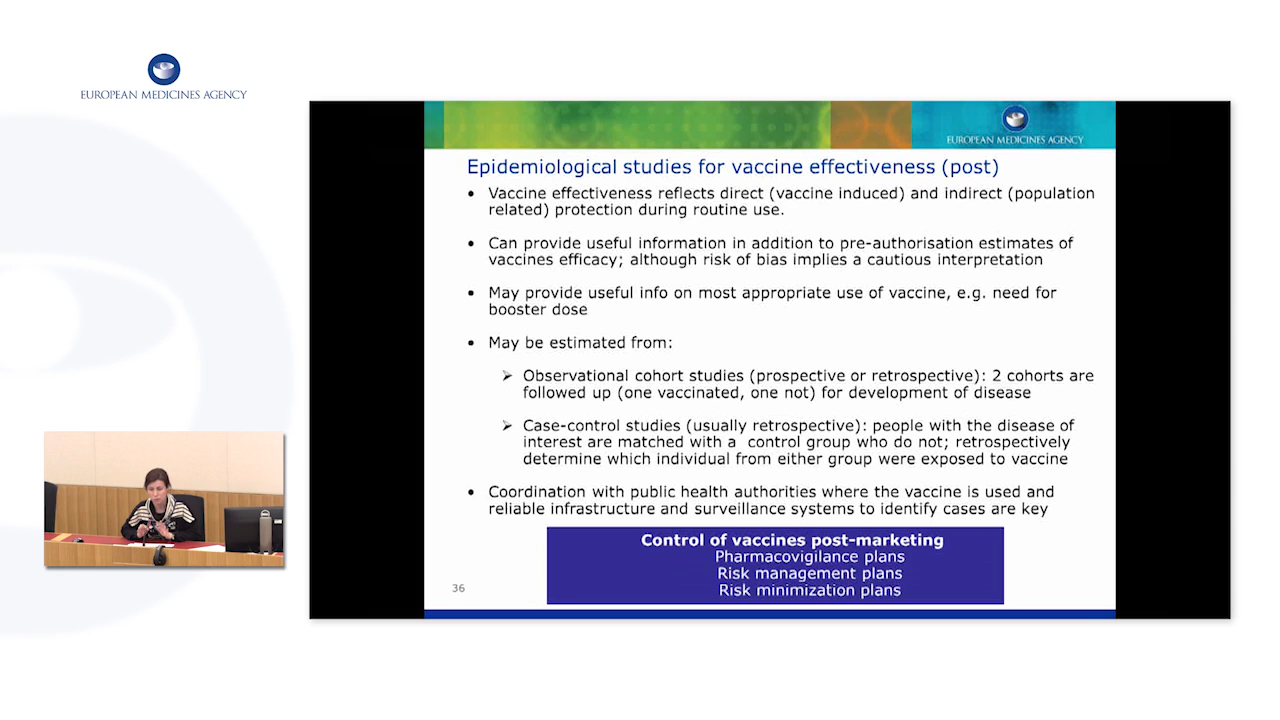 EUROPEAN MEDICINES AGENCY
EUROPEAN MEDICINES AGENCY
Epidemiological studies for vaccine effectiveness (post)
• Vaccine effectiveness reflects direct (vaccine induced) and indirect (population
related) protection during routine use.
• Can provide useful information in addition to pre-authorisation estimates of
vaccines efficacy; although risk of bias implies a cautious interpretation
• May provide useful info on most appropriate use of vaccine, e.g. need for
booster dose
• May be estimated from:
➢ Observational cohort studies (prospective or retrospective): 2 cohorts are
followed up (one vaccinated, one not) for development of disease
➢ Case-control studies (usually retrospective): people with the disease of
interest are matched with a control group who do not; retrospectively
determine which individual from either group were exposed to vaccine
• Coordination with public health authorities where the vaccine is used and
reliable infrastructure and surveillance systems to identify cases are key
Control of vaccines post-marketing
Pharmacovigilance plans
Risk management plans
Risk minimization plans
36